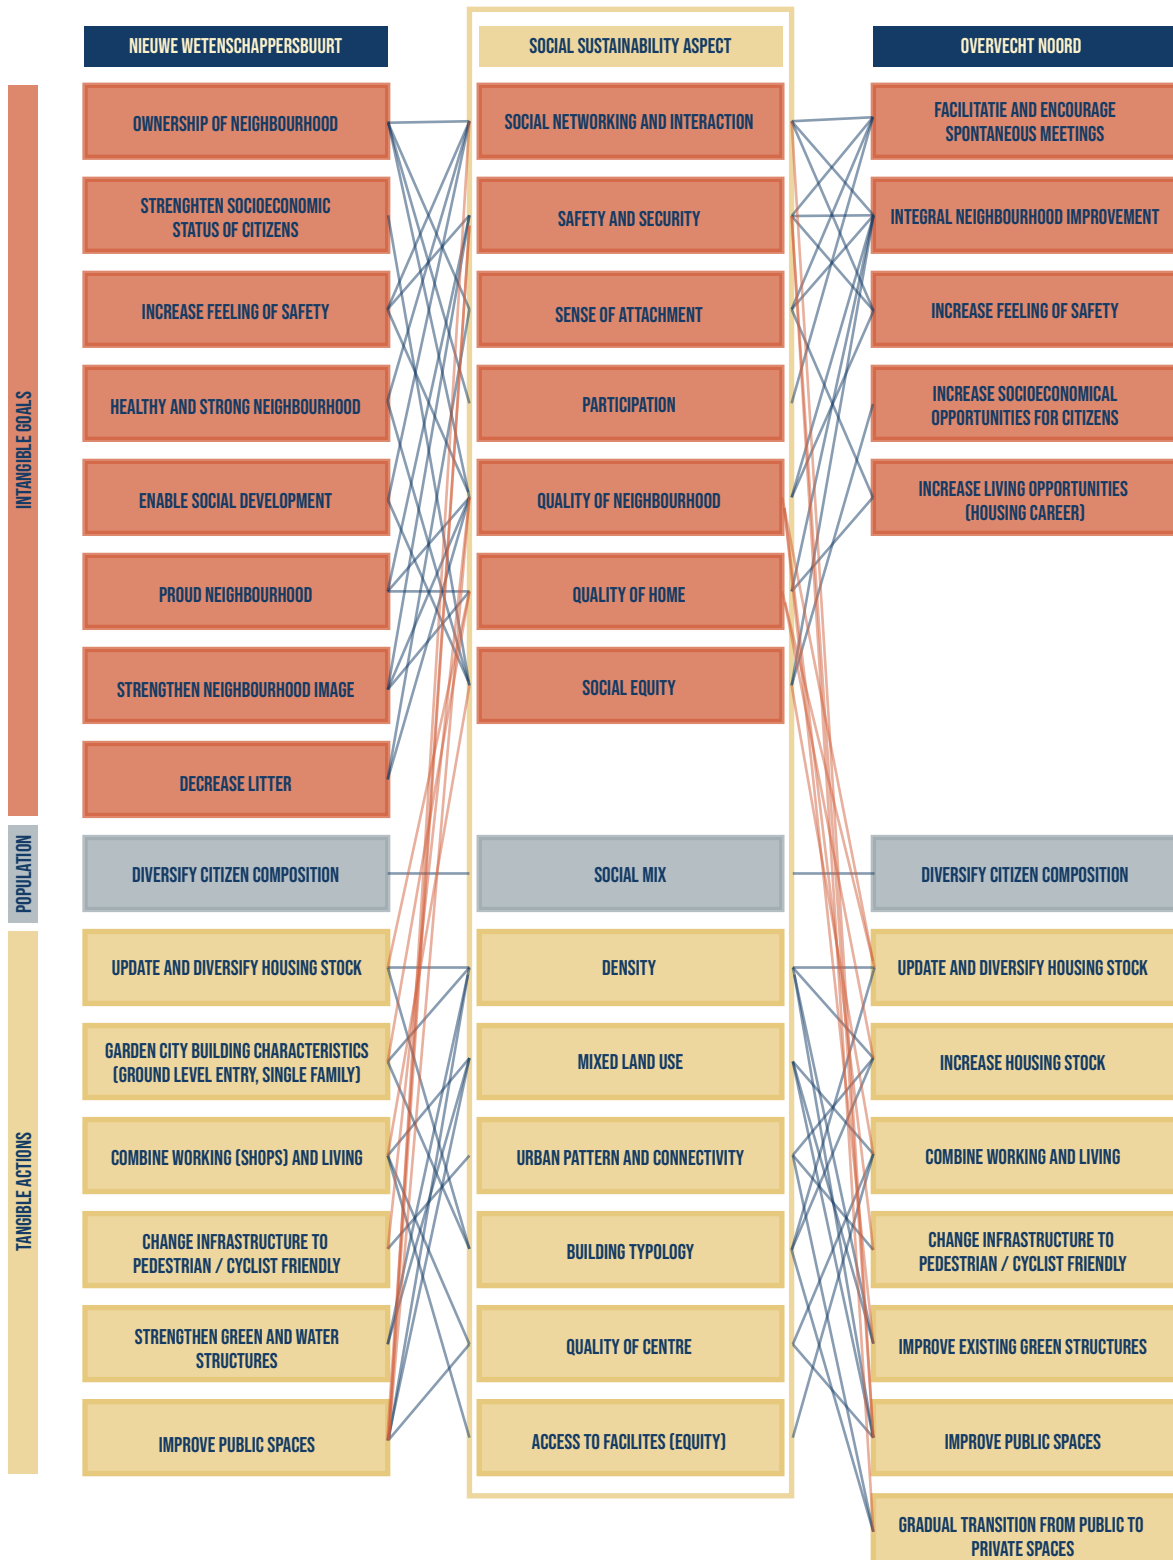 NIEUWE WETENSCHAPPERSBUURT
SOCIAL SUSTAINABILITY ASPECT
OVERVECHT NOORD
INTANGIBLE GOALS
OWNERSHIP OF NEIGHBOURHOOD
SOCIAL NETWORKING AND INTERACTION
FACILITATIE AND ENCOURAGE
SPONTANEOUS MEETINGS
STRENGHTEN SOCIOECONOMIC
STATUS OF CITIZENS
SAFETY AND SECURITY
INTEGRAL NEIGHBOURHOOD IMPROVEMENT
INCREASE FEELING OF SAFETY
SENSE OF ATTACHMENT
INCREASE FEELING OF SAFETY
HEALTHY AND STRONG NEIGHBOURHOOD
PARTICIPATION
INCREASE SOCIOECONOMICAL
OPPORTUNITIES FOR CITIZENS
ENABLE SOCIAL DEVELOPMENT
QUALITY OF NEIGHBOURHOOD
INCREASE LIVING OPPORTUNITIES
(HOUSING CAREER)
PROUD NEIGHBOURHOOD
QUALITY OF HOME
STRENGTHEN NEIGHBOURHOOD IMAGE
SOCIAL EQUITY
DECREASE LITTER
POPULATION
DIVERSIFY CITIZEN COMPOSITION
SOCIAL MIX
DIVERSIFY CITIZEN COMPOSITION
TANGIBLE ACTIONS
UPDATE AND DIVERSIFY HOUSING STOCK
DENSITY
UPDATE AND DIVERSIFY HOUSING STOCK
GARDEN CITY BUILDING CHARACTERISTICS
(GROUND LEVEL ENTRY, SINGLE FAMILY)
MIXED LAND USE
INCREASE HOUSING STOCK
COMBINE WORKING (SHOPS) AND LIVING
URBAN PATTERN AND CONNECTIVITY
COMBINE WORKING AND LIVING
CHANGE INFRASTRUCTURE TO
PEDESTRIAN / CYCLIST FRIENDLY
BUILDING TYPOLOGY
CHANGE INFRASTRUCTURE TO
PEDESTRIAN / CYCLIST FRIENDLY
STRENGTHEN GREEN AND WATER
STRUCTURES
QUALITY OF CENTRE
IMPROVE EXISTING GREEN STRUCTURES
IMPROVE PUBLIC SPACES
ACCESS TO FACILITES (EQUITY)
IMPROVE PUBLIC SPACES
GRADUAL TRANSITION FROM PUBLIC TO
PRIVATE SPACES